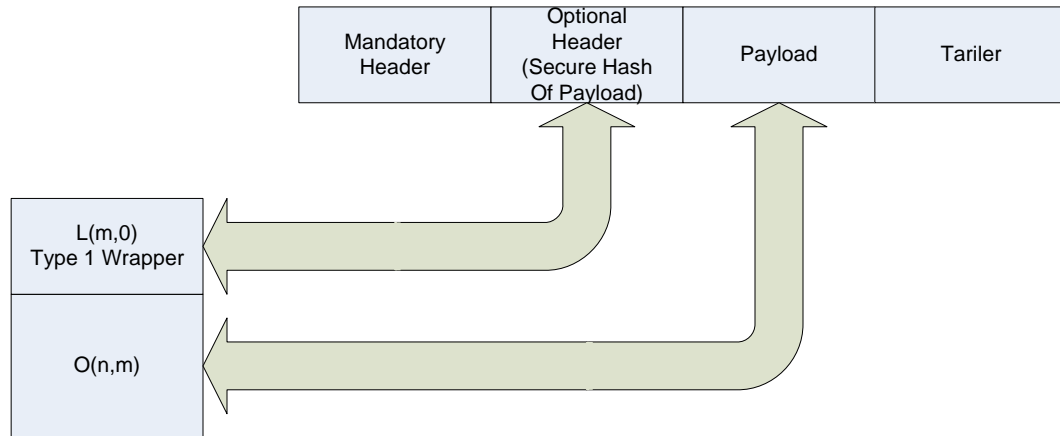 Mandatory
Header
Optional
Header
(Secure Hash
Of Payload)
Payload
Tariler
L(m,0)
Type 1 Wrapper
O(n,m)